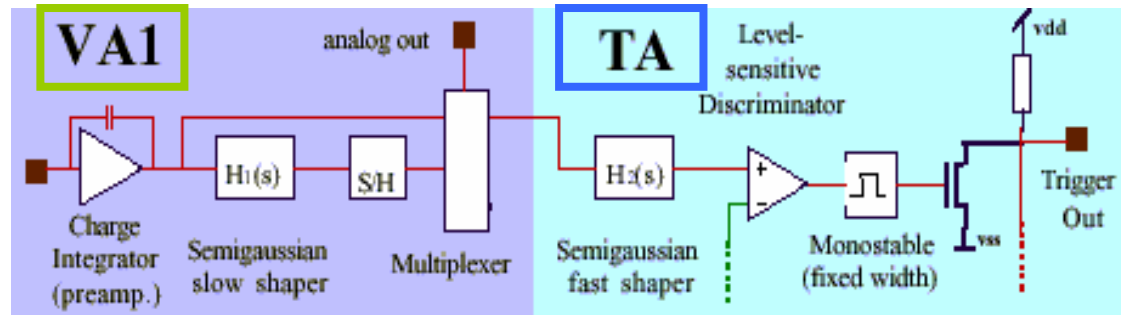 VA1
analog out
TA
Level-
sensitive
Discriminator
vdd
H1(s)
S/H
H2(s)
+
-
Trigger
Out
vss
Charge
Integrator
(preamp.)
Semigaussian
slow shaper
Multiplexer
Semigaussian
fast shaper
Monostable
(fixed width)